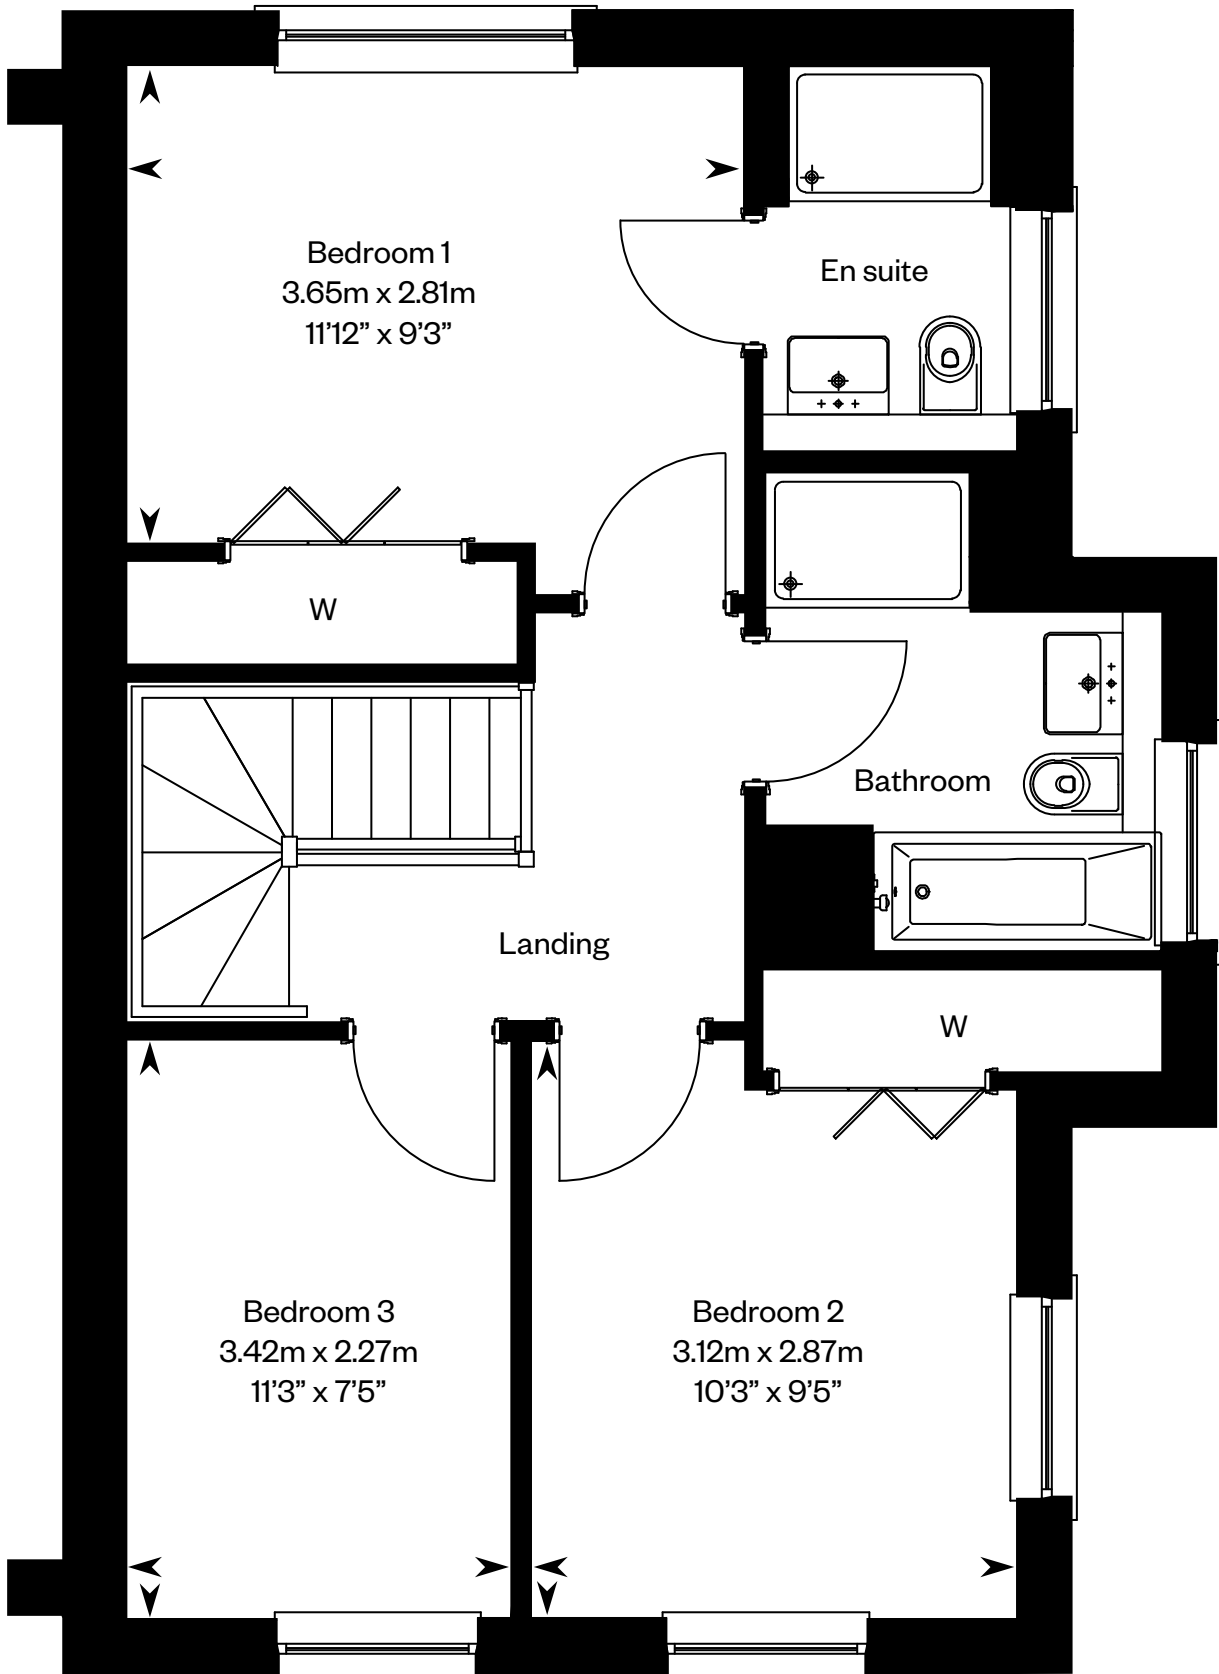 Bedroom 1
3.65m x 2.81m
11’12” x 9’3”
En suite
W
Bathroom
Landing
W
Bedroom 3
3.42m x 2.27m
11’3” x 7’5”
Bedroom 2
3.12m x 2.87m
10’3” x 9’5”